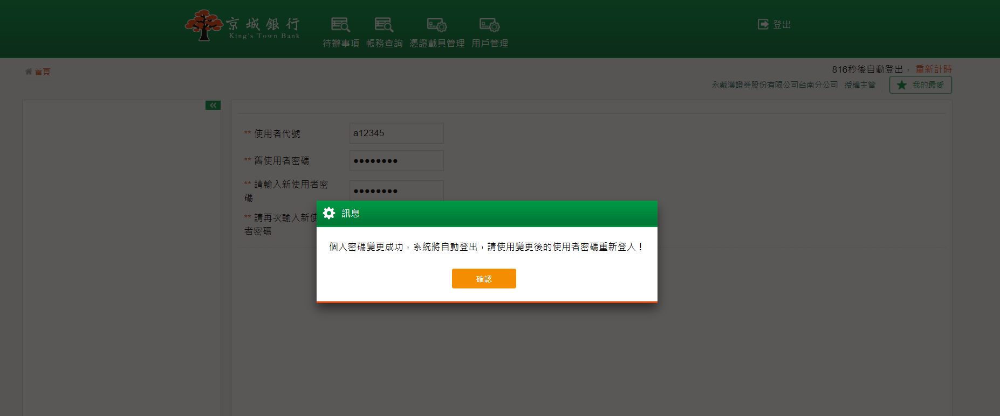 京城銀行
King's Town Bank
待辦事項 帳務查詢 憑證載具管理 用戶管理
登出
首頁
816秒後自動登出， 重新計時
永戴漢證券股份有限公司台南分公司 授權主管 我的最愛
** 使用者代號 a12345
** 舊使用者密碼 ●●●●●●●●
** 請輸入新使用者密
碼 ●●●●●●●●
** 請再次輸入新使
者密碼
訊息
個人密碼變更成功，系統將自動登出，請使用變更後的使用者密碼重新登入！
確認